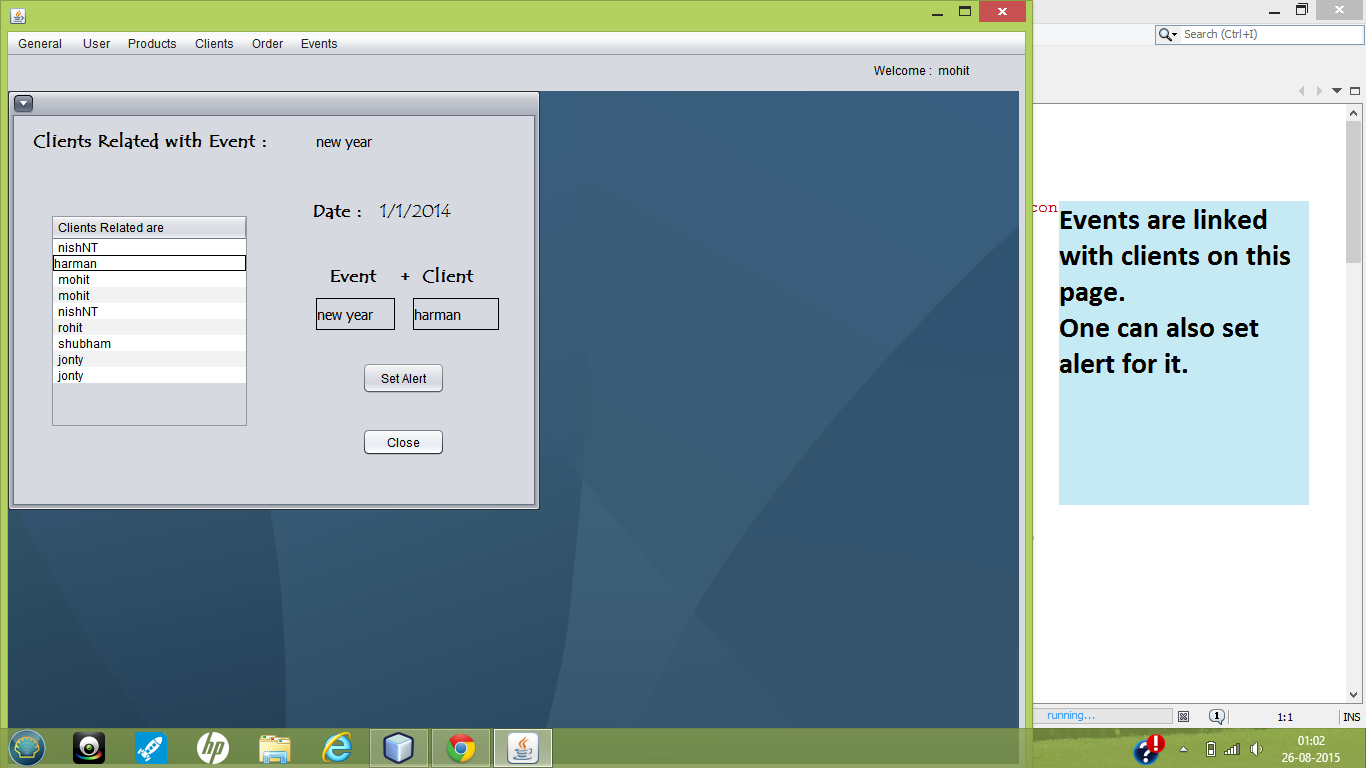 General User Products Clients Order Events
Search (Ctrl+I)
Welcome : mohit
Clients Related with Event : new year
Date : 1/1/2014
Clients Related are
nishNT
harman
mohit
mohit
nishNT
rohit
shubham
jonty
jonty
Event + Client
new year harman
Set Alert
Close
con
Events are linked
with clients on this
page.
One can also set
alert for it.
running...
1
1:1
INS
hp
01:02
26-08-2015